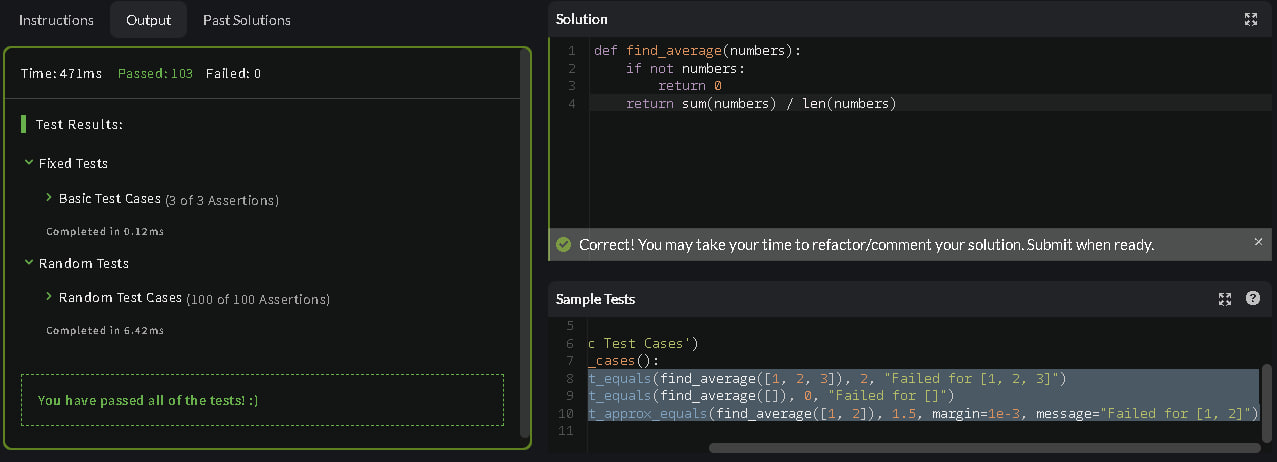 Instructions Output Past Solutions
Time: 471ms Passed: 103 Failed: 0
Test Results:
Fixed Tests
Basic Test Cases (3 of 3 Assertions)
Completed in 0.12ms
Random Tests
Random Test Cases (100 of 100 Assertions)
Completed in 6.42ms
You have passed all of the tests! :)
Solution
1 def find_average(numbers):
2     if not numbers:
3         return 0
4     return sum(numbers) / len(numbers)
Correct! You may take your time to refactor/comment your solution. Submit when ready.
Sample Tests
5
6 c Test Cases')
7 _cases():
8 t_equals(find_average([1, 2, 3]), 2, "Failed for [1, 2, 3]")
9 t_equals(find_average([]), 0, "Failed for []")
10 t_approx_equals(find_average([1, 2]), 1.5, margin=1e-3, message="Failed for [1, 2]")
11